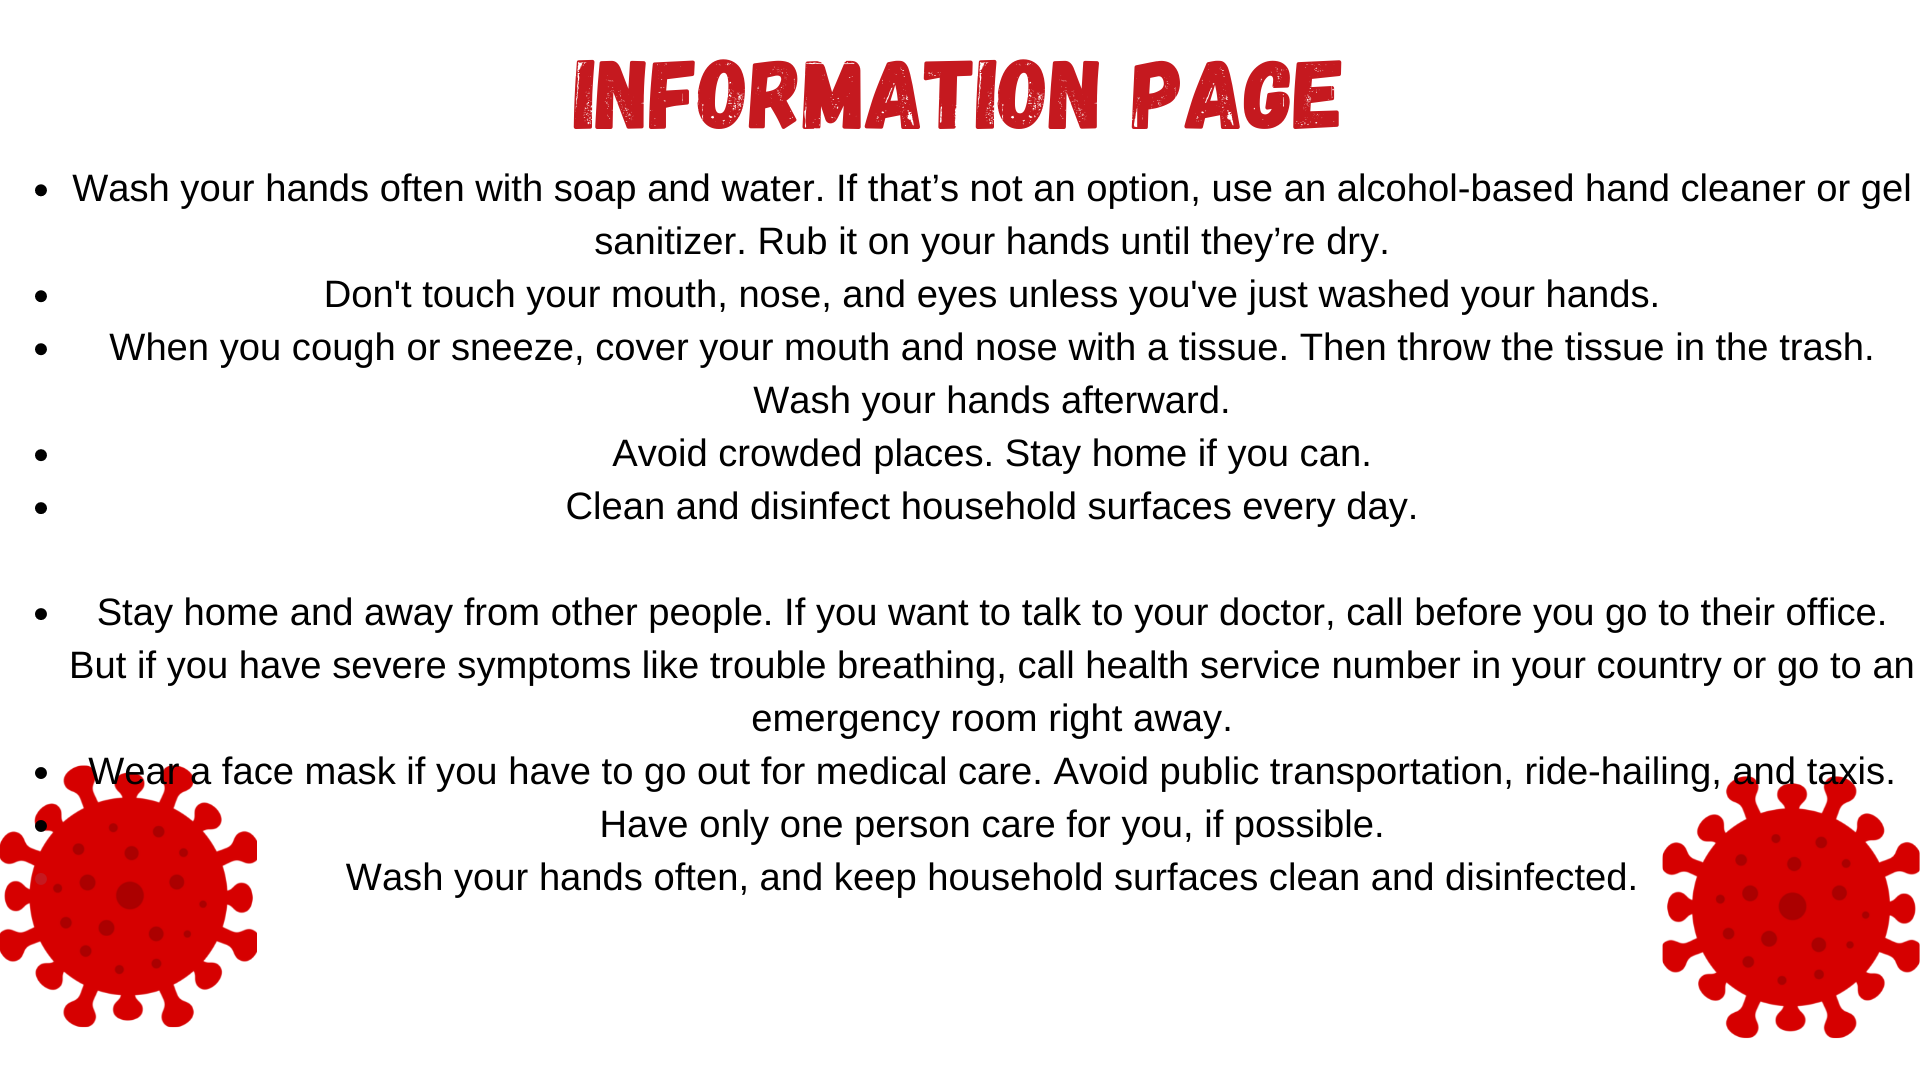 INFORMATION PAGE
• Wash your hands often with soap and water. If that’s not an option, use an alcohol-based hand cleaner or gel
sanitizer. Rub it on your hands until they’re dry.
• Don't touch your mouth, nose, and eyes unless you've just washed your hands.
• When you cough or sneeze, cover your mouth and nose with a tissue. Then throw the tissue in the trash.
Wash your hands afterward.
• Avoid crowded places. Stay home if you can.
• Clean and disinfect household surfaces every day.
• Stay home and away from other people. If you want to talk to your doctor, call before you go to their office.
But if you have severe symptoms like trouble breathing, call health service number in your country or go to an
emergency room right away.
• Wear a face mask if you have to go out for medical care. Avoid public transportation, ride-hailing, and taxis.
• Have only one person care for you, if possible.
• Wash your hands often, and keep household surfaces clean and disinfected.